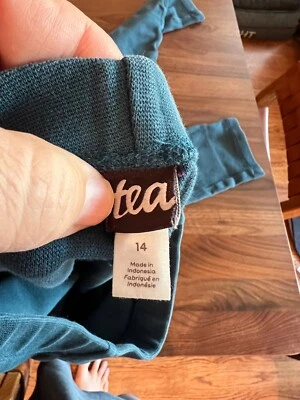 tea
14
Made in
Indonesia
Fabriqué en
Indonésie